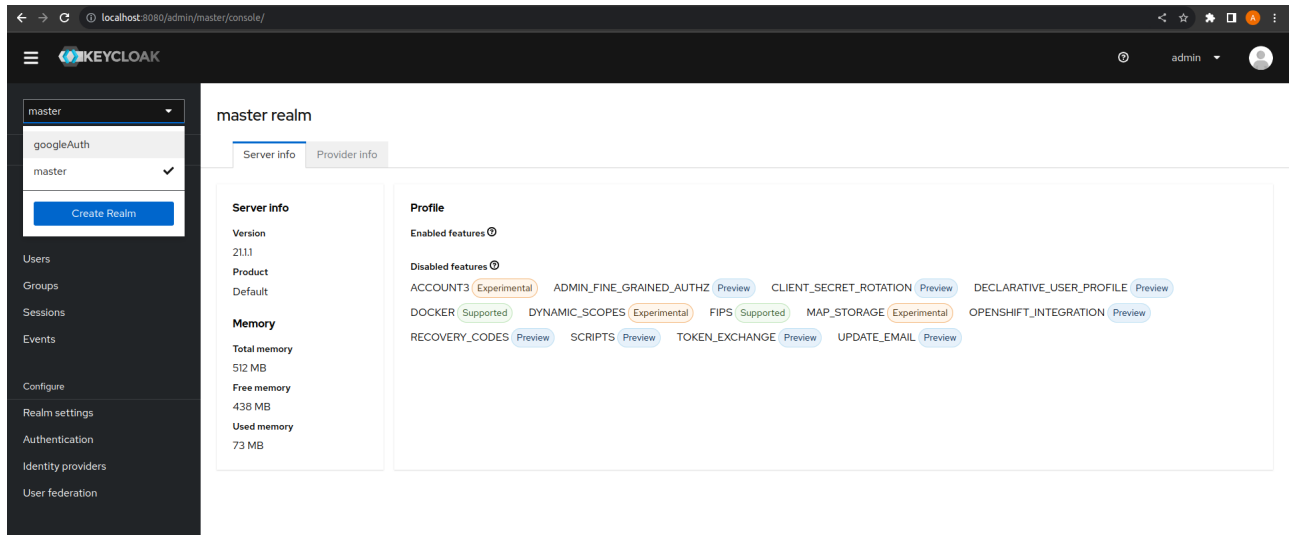 localhost:8080/admin/master/console/
A
KEYCLOAK
admin
master
googleAuth
master
Create Realm
Users
Groups
Sessions
Events
Configure
Realm settings
Authentication
Identity providers
User federation
master realm
Server info Provider info
Server info
Version
21.1.1
Product
Default
Memory
Total memory
512 MB
Free memory
438 MB
Used memory
73 MB
Profile
Enabled features
Disabled features
ACCOUNT3 Experimental ADMIN_FINE_GRAINED_AUTHZ Preview CLIENT_SECRET_ROTATION Preview DECLARATIVE_USER_PROFILE Preview
DOCKER Supported DYNAMIC_SCOPES Experimental FIPS Supported MAP_STORAGE Experimental OPENSHIFT_INTEGRATION Preview
RECOVERY_CODES Preview SCRIPTS Preview TOKEN_EXCHANGE Preview UPDATE_EMAIL Preview